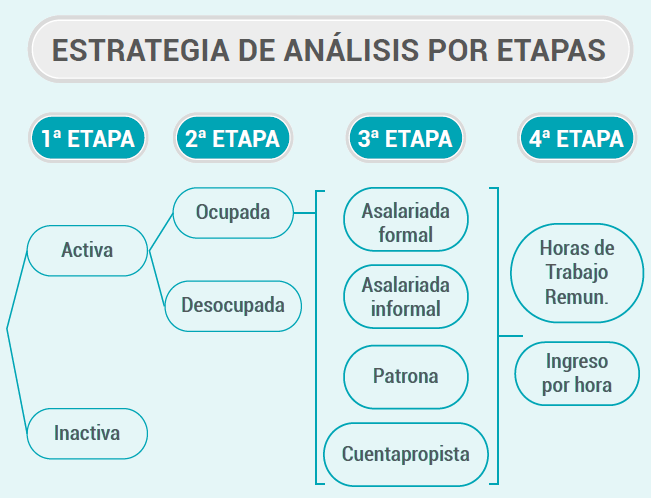 ESTRATEGIA DE ANÁLISIS POR ETAPAS
1ª ETAPA
2ª ETAPA
3ª ETAPA
4ª ETAPA
Activa
Inactiva
Ocupada
Desocupada
Asalariada
formal
Asalariada
informal
Patrona
Cuentapropista
Horas de
Trabajo
Remun.
Ingreso
por hora